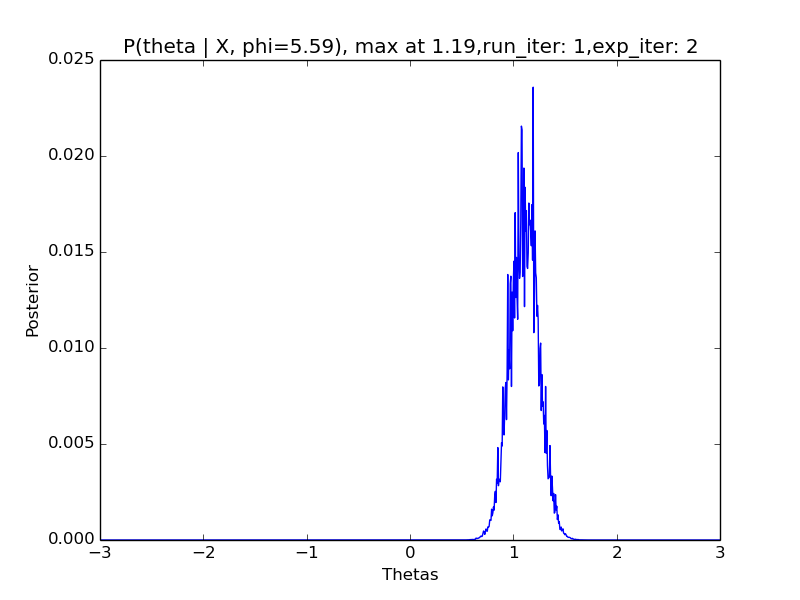 P(theta | X, phi=5.59), max at 1.19,run_iter: 1,exp_iter: 2
0.025
0.020
0.015
0.010
0.005
0.000
Posterior
−3 −2 −1 0 1 2 3
Thetas